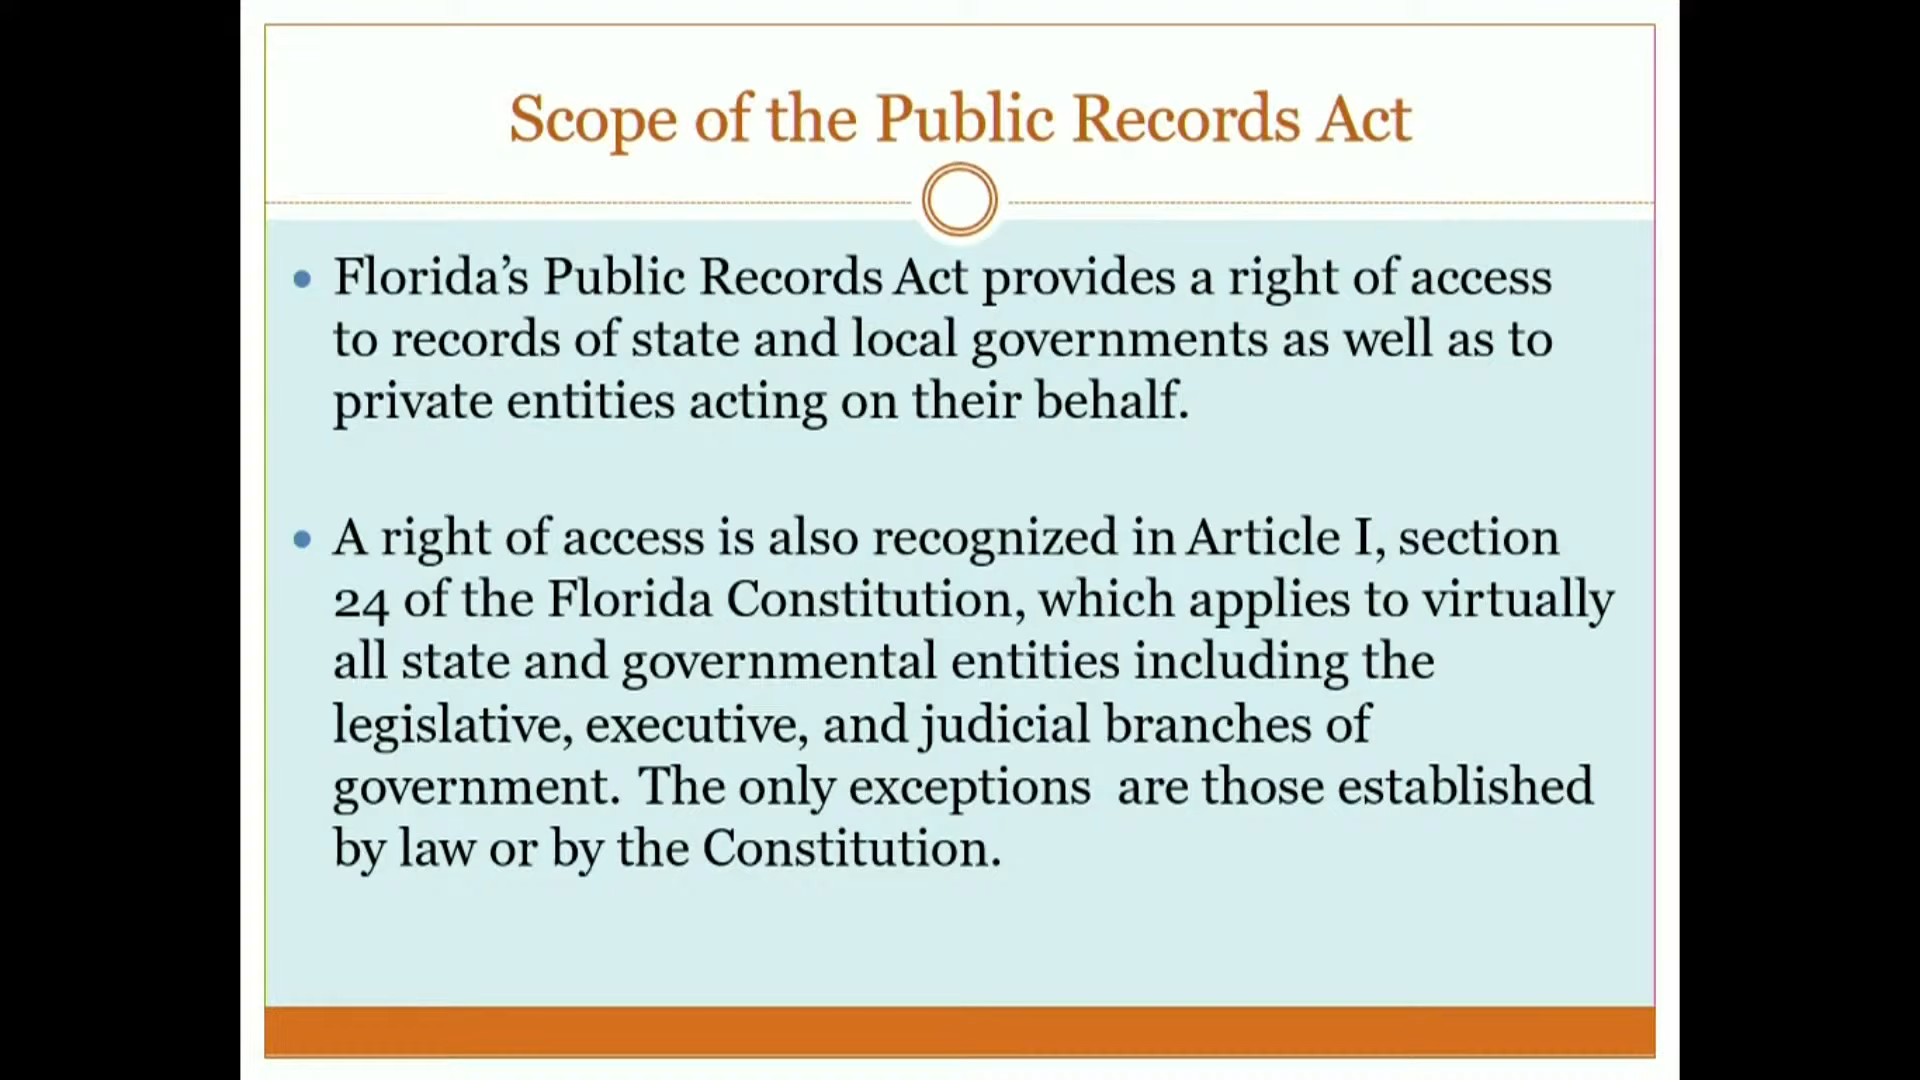 Scope of the Public Records Act
• Florida’s Public Records Act provides a right of access
to records of state and local governments as well as to
private entities acting on their behalf.
• A right of access is also recognized in Article I, section
24 of the Florida Constitution, which applies to virtually
all state and governmental entities including the
legislative, executive, and judicial branches of
government. The only exceptions  are those established
by law or by the Constitution.